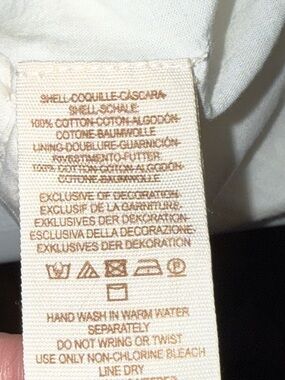 SHELL-COQUILLE-CÁSCARA-
SHELL-SCHALE:
100% COTTON-COTON-ALGODÓN-
COTONE-BAUMWOLLE
LINING-DOUBLURE-GUARNICIÓN-
RIVESTIMENTO-FUTTER
100% COTTON-COTON-ALGODÓN-
COTONE-BAUMWOLLE
EXCLUSIVE OF DECORATION
EXCLUSIF DE LA GARNITURE.
EXKLUSIVES DER DEKORATION-
ESCLUSIVA DELLA DECORAZIONE.
EXKLUSIVES DER DEKORATION
HAND WASH IN WARM WATER
SEPARATELY
DO NOT WRING OR TWIST
USE ONLY NON-CHLORINE BLEACH
LINE DRY